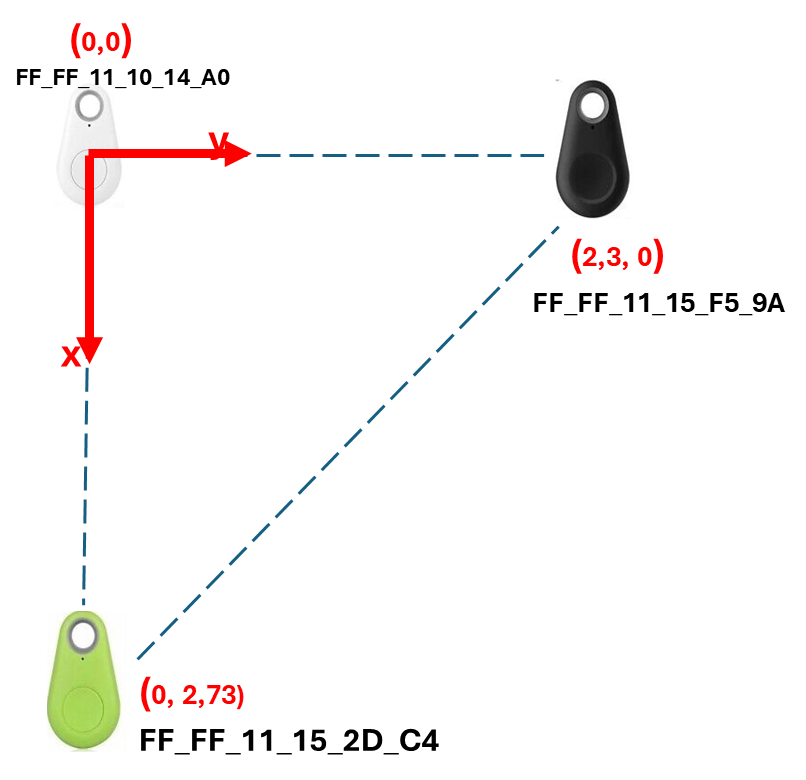 (0,0)
FF_FF_11_10_14_A0
y
(2,3, 0)
FF_FF_11_15_F5_9A
x
(0, 2,73)
FF_FF_11_15_2D_C4